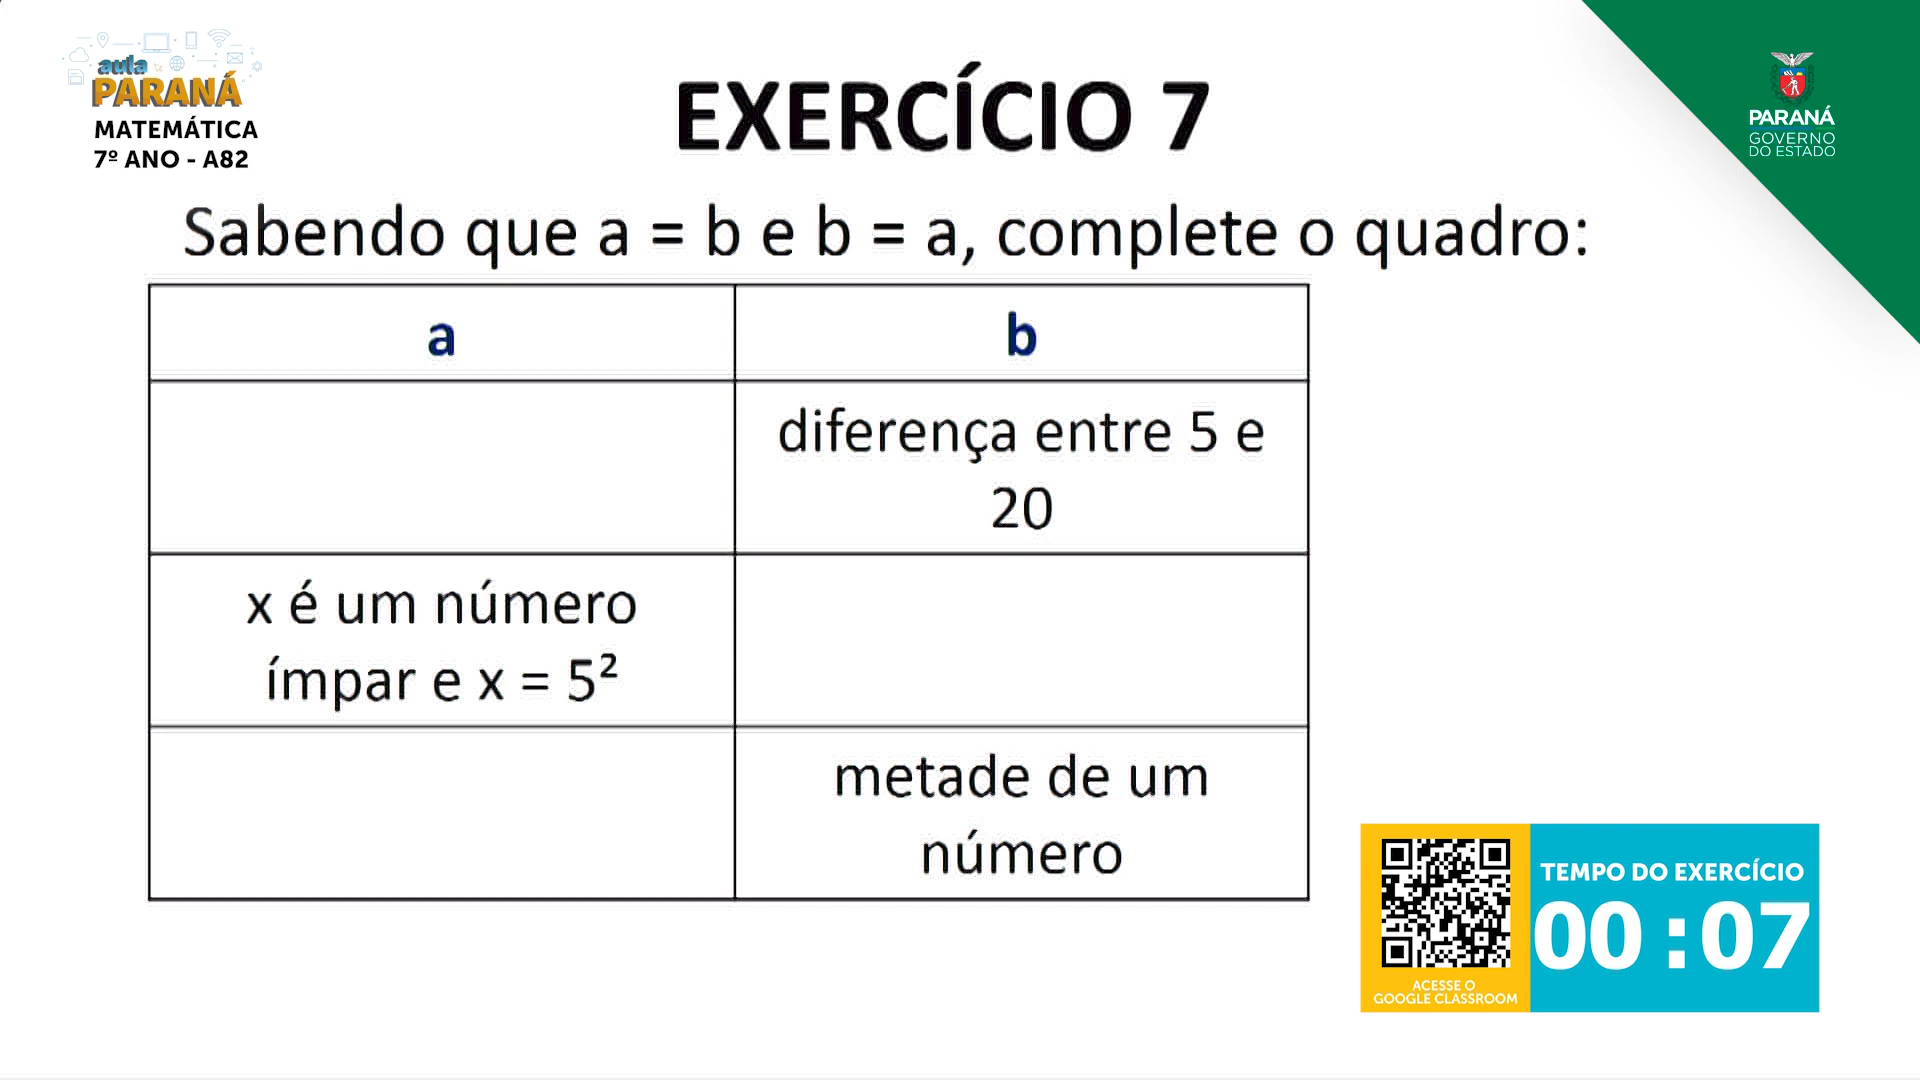 aula
PARANÁ
MATEMÁTICA
7º ANO - A82
EXERCÍCIO 7
PARANÁ
GOVERNO
DO ESTADO
Sabendo que a = b e b = a, complete o quadro:
a
b
diferença entre 5 e
20
x é um número
ímpar e x = 5²
metade de um
número
TEMPO DO EXERCÍCIO
00 : 07
ACESSE O
GOOGLE CLASSROOM